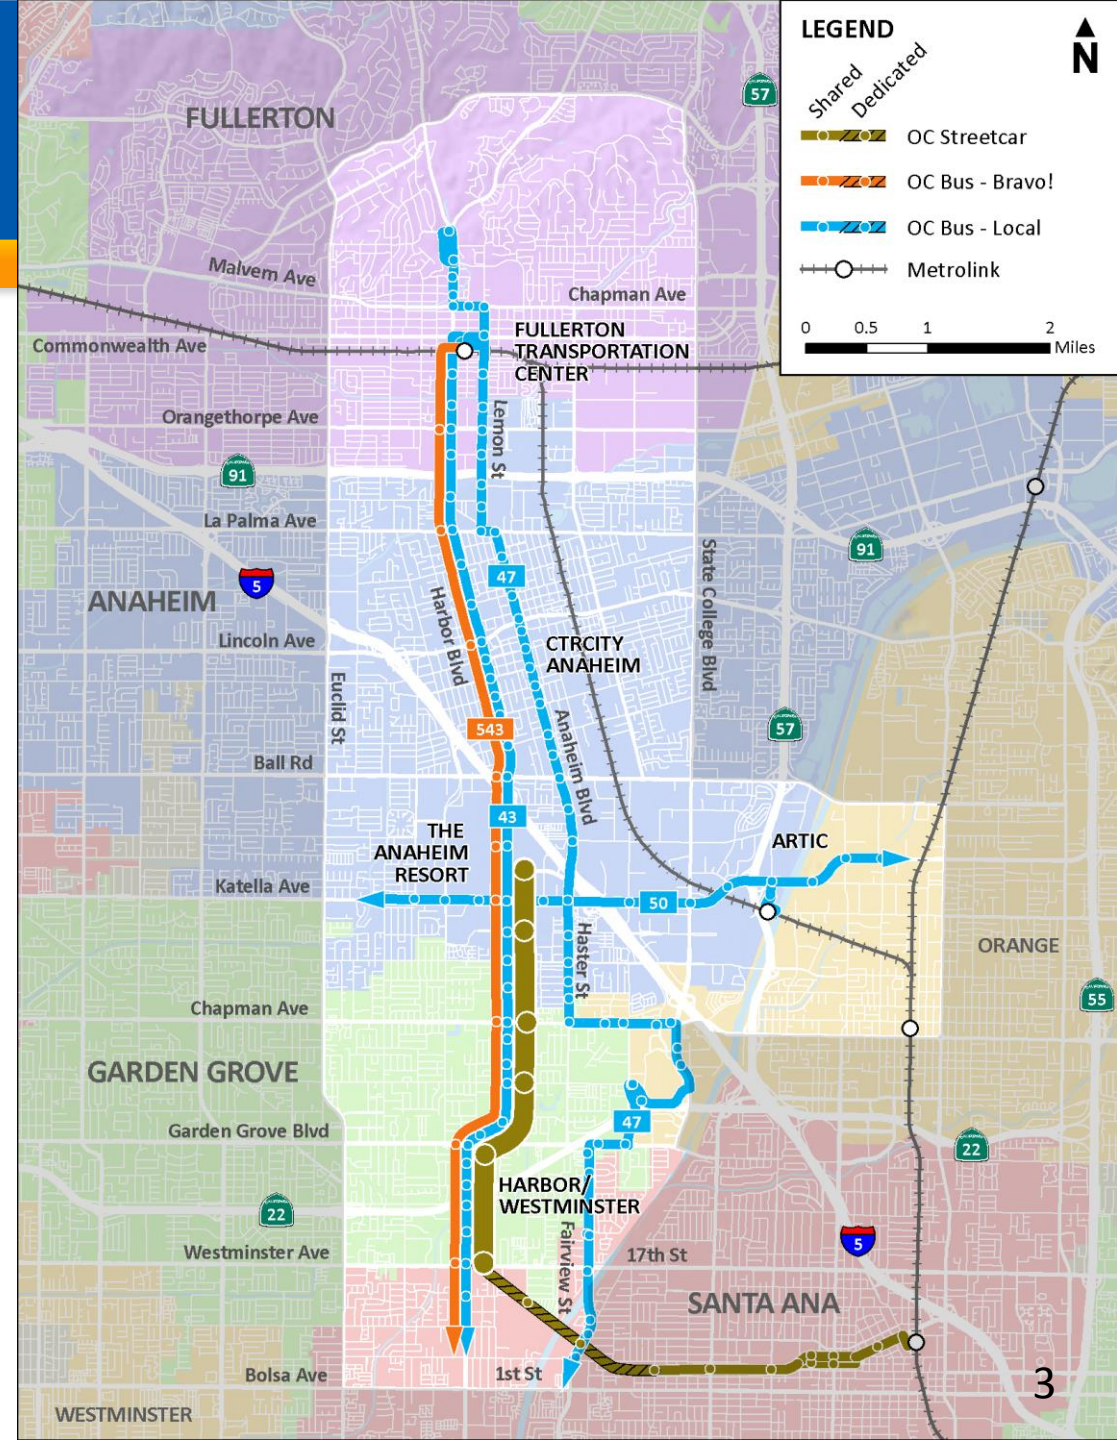 LEGEND
N
Shared
Dedicated
OC Streetcar
OC Bus - Bravo!
OC Bus - Local
Metrolink
0 0.5 1 2
Miles
57
FULLERTON
Malvern Ave
Chapman Ave
Commonwealth Ave
FULLERTON
TRANSPORTATION
CENTER
Orangethorpe Ave
Lemon St
91
La Palma Ave
91
5
47
ANAHEIM
Harbor Blvd
State College Blvd
Lincoln Ave
CTRCITY
ANAHEIM
Euclid St
543
57
Anaheim Blvd
Ball Rd
43
THE
ANAHEIM
RESORT
ARTIC
Katella Ave
50
Haster St
ORANGE
Chapman Ave
55
GARDEN GROVE
47
Garden Grove Blvd
22
HARBOR/
WESTMINSTER
22
Fairview St
5
Westminster Ave
17th St
SANTA ANA
Bolsa Ave
1st St
3
WESTMINSTER